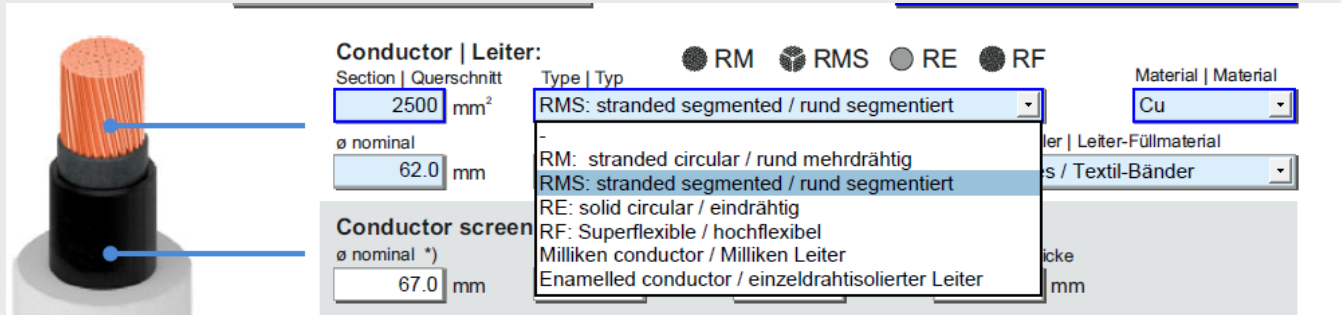 Conductor | Leiter:
RM RMS RE RF
Section | Querschnitt Type | Typ Material | Material
2500 mm² RMS: stranded segmented / rund segmentiert Cu
ø nominal
-
ler | Leiter-Füllmaterial
RM: stranded circular / rund mehrdrähtig
62.0 mm
RMS: stranded segmented / rund segmentiert
s / Textil-Bänder
RE: solid circular / eindrähtig
Conductor screen
RF: Superflexible / hochflexibel
ø nominal *)
Milliken conductor / Milliken Leiter
icke
67.0 mm
Enamelled conductor / einzeldrahtisolierter Leiter
mm